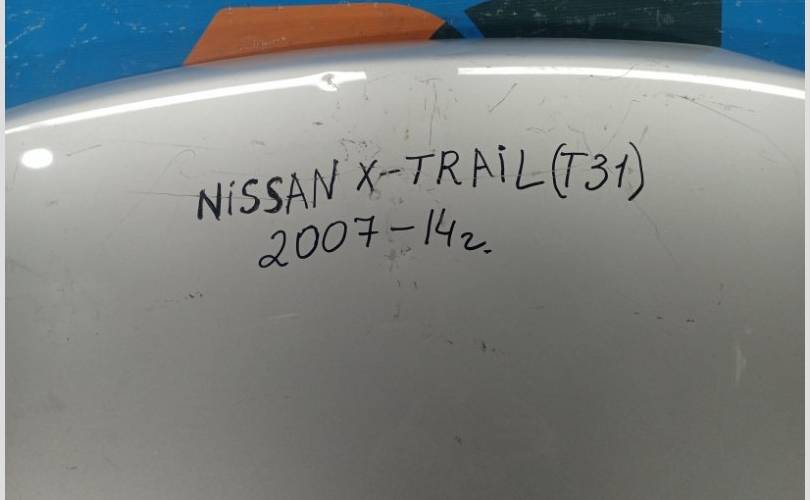 NiSSAN X-TRAiL (T31)
2007-14г.